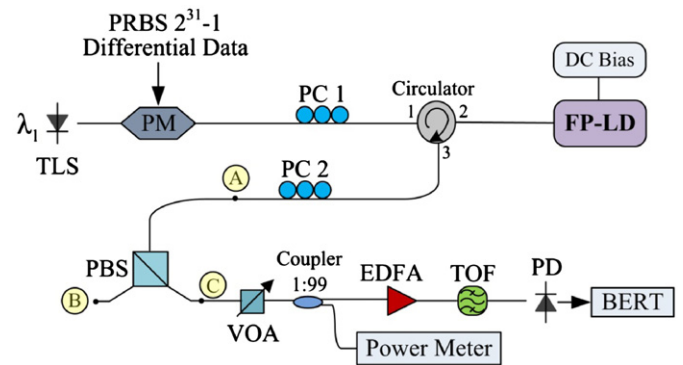 PRBS 2³¹-1
Differential Data
λ₁
TLS
PM
PC 1
Circulator
1
2
3
DC Bias
FP-LD
A
PC 2
PBS
B
C
VOA
Coupler
1:99
EDFA
TOF
PD
BERT
Power Meter